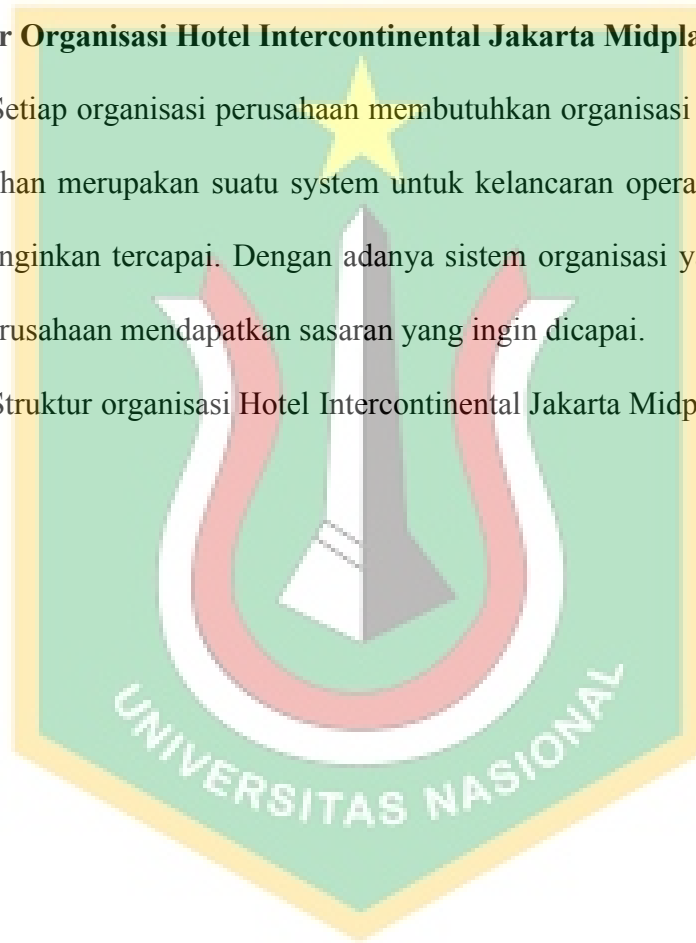 r Organisasi Hotel Intercontinental Jakarta Midpla
Setiap organisasi perusahaan membutuhkan organisasi
han merupakan suatu system untuk kelancaran opera
nginkan tercapai. Dengan adanya sistem organisasi y
rusahaan mendapatkan sasaran yang ingin dicapai.
Struktur organisasi Hotel Intercontinental Jakarta Midp
UNIVERSITAS NASIONAL